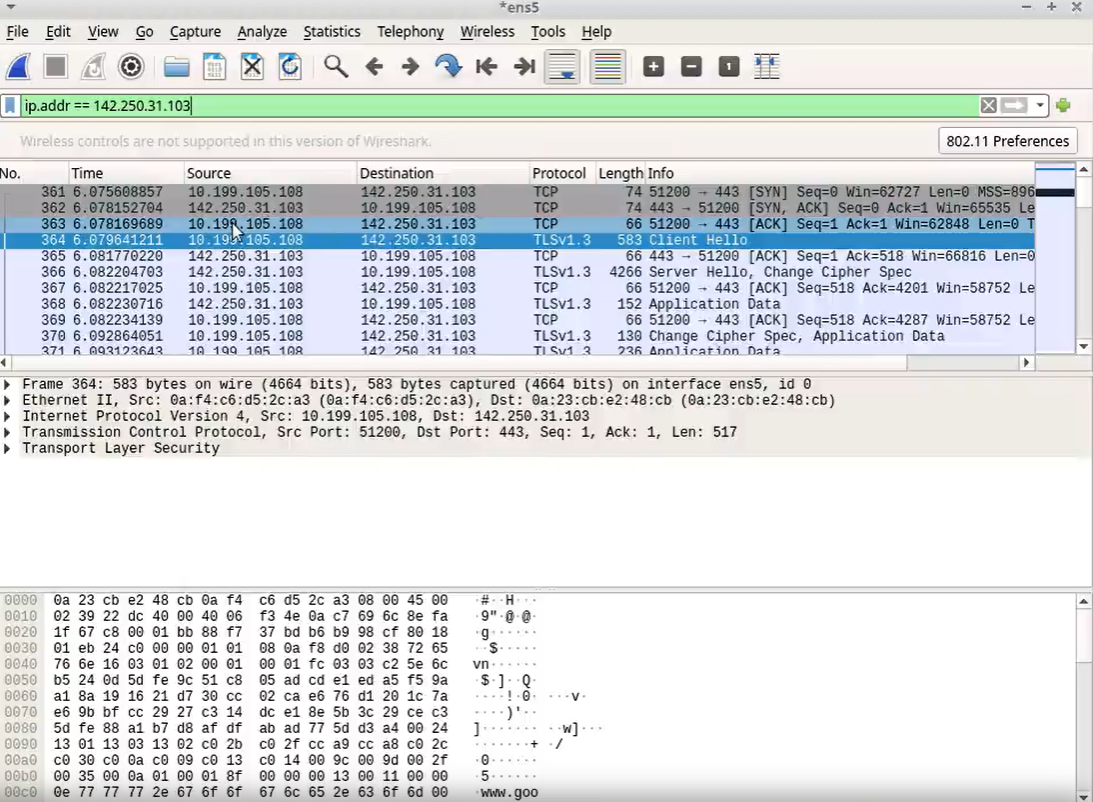 *ens5
File Edit View Go Capture Analyze Statistics Telephony Wireless Tools Help
ip.addr == 142.250.31.103
Wireless controls are not supported in this version of Wireshark.
802.11 Preferences
No. Time Source Destination Protocol Length Info
361 6.075608857 10.199.105.108 142.250.31.103 TCP 74 51200 → 443 [SYN] Seq=0 Win=62727 Len=0 MSS=896
362 6.078152704 142.250.31.103 10.199.105.108 TCP 74 443 → 51200 [SYN, ACK] Seq=0 Ack=1 Win=65535 Le
363 6.078169689 10.199.105.108 142.250.31.103 TCP 66 51200 → 443 [ACK] Seq=1 Ack=1 Win=62848 Len=0 T
364 6.079641211 10.199.105.108 142.250.31.103 TLSv1.3 583 Client Hello
365 6.081770220 142.250.31.103 10.199.105.108 TCP 66 443 → 51200 [ACK] Seq=1 Ack=518 Win=66816 Len=0
366 6.082204703 142.250.31.103 10.199.105.108 TLSv1.3 4266 Server Hello, Change Cipher Spec
367 6.082217025 10.199.105.108 142.250.31.103 TCP 66 51200 → 443 [ACK] Seq=518 Ack=4201 Win=58752 Le
368 6.082230716 142.250.31.103 10.199.105.108 TLSv1.3 152 Application Data
369 6.082234139 10.199.105.108 142.250.31.103 TCP 66 51200 → 443 [ACK] Seq=518 Ack=4287 Win=58752 Le
370 6.092864051 10.199.105.108 142.250.31.103 TLSv1.3 130 Change Cipher Spec, Application Data
371 6.093123643 10.199.105.108 142.250.31.103 TLSv1.3 236 Application Data
Frame 364: 583 bytes on wire (4664 bits), 583 bytes captured (4664 bits) on interface ens5, id 0
Ethernet II, Src: 0a:f4:c6:d5:2c:a3 (0a:f4:c6:d5:2c:a3), Dst: 0a:23:cb:e2:48:cb (0a:23:cb:e2:48:cb)
Internet Protocol Version 4, Src: 10.199.105.108, Dst: 142.250.31.103
Transmission Control Protocol, Src Port: 51200, Dst Port: 443, Seq: 1, Ack: 1, Len: 517
Transport Layer Security
0000 0a 23 cb e2 48 cb 0a f4 c6 d5 2c a3 08 00 45 00 ·#··H···
0010 02 39 22 dc 40 00 40 06 f3 4e 0a c7 69 6c 8e fa ·9"·@·@·
0020 1f 67 c8 00 01 bb 88 f7 37 bd b6 b9 98 cf 80 18 ·g······
0030 01 eb 24 c0 00 00 01 01 08 0a f8 d0 02 38 72 65 ··$·····
0040 76 6e 16 03 01 02 00 01 00 01 fc 03 03 c2 5e 6c vn······
0050 b5 24 0d 5d fe 9c 51 c8 05 ad cd e1 ed a5 f5 9a ·$·]··Q·
0060 a1 8a 19 16 21 d7 30 cc 02 ca e6 76 d1 20 1c 7a ····!·0· ···v·
0070 e6 9b bf cc 29 27 c3 14 dc e1 8e 5b 3c 29 ce c3 ····)'··
0080 5d fe 88 a1 b7 d8 af df ab ad 77 5d d3 a4 00 24 ]······· ··w]···
0090 13 01 13 03 13 02 c0 2b c0 2f cc a9 cc a8 c0 2c ·······+ ·/
00a0 c0 30 c0 0a c0 09 c0 13 c0 14 00 9c 00 9d 00 2f ·0······
00b0 00 35 00 0a 01 00 01 8f 00 00 00 13 00 11 00 00 ·5······
00c0 0e 77 77 77 2e 67 6f 6f 67 6c 65 2e 63 6f 6d 00 ·www.goo